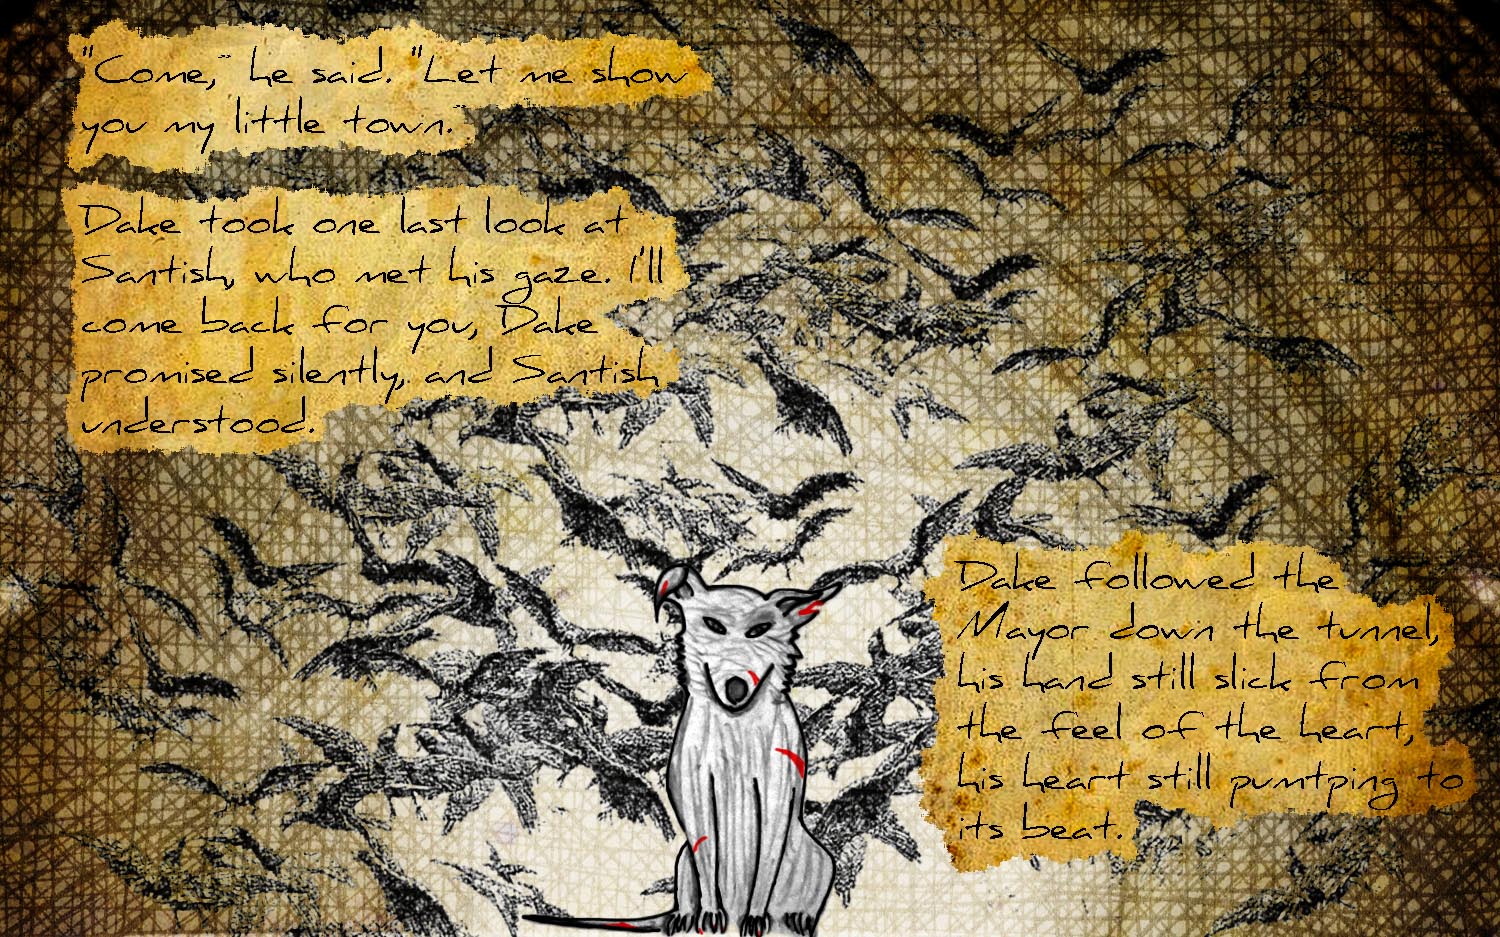 "Come," he said. "Let me show
you my little town."
Dake took one last look at
Santish, who met his gaze. I'll
come back for you, Dake
promised silently, and Santish
understood.
Dake followed the
Mayor down the tunnel,
his hand still slick from
the feel of the heart,
his heart still pumtping to
its beat.